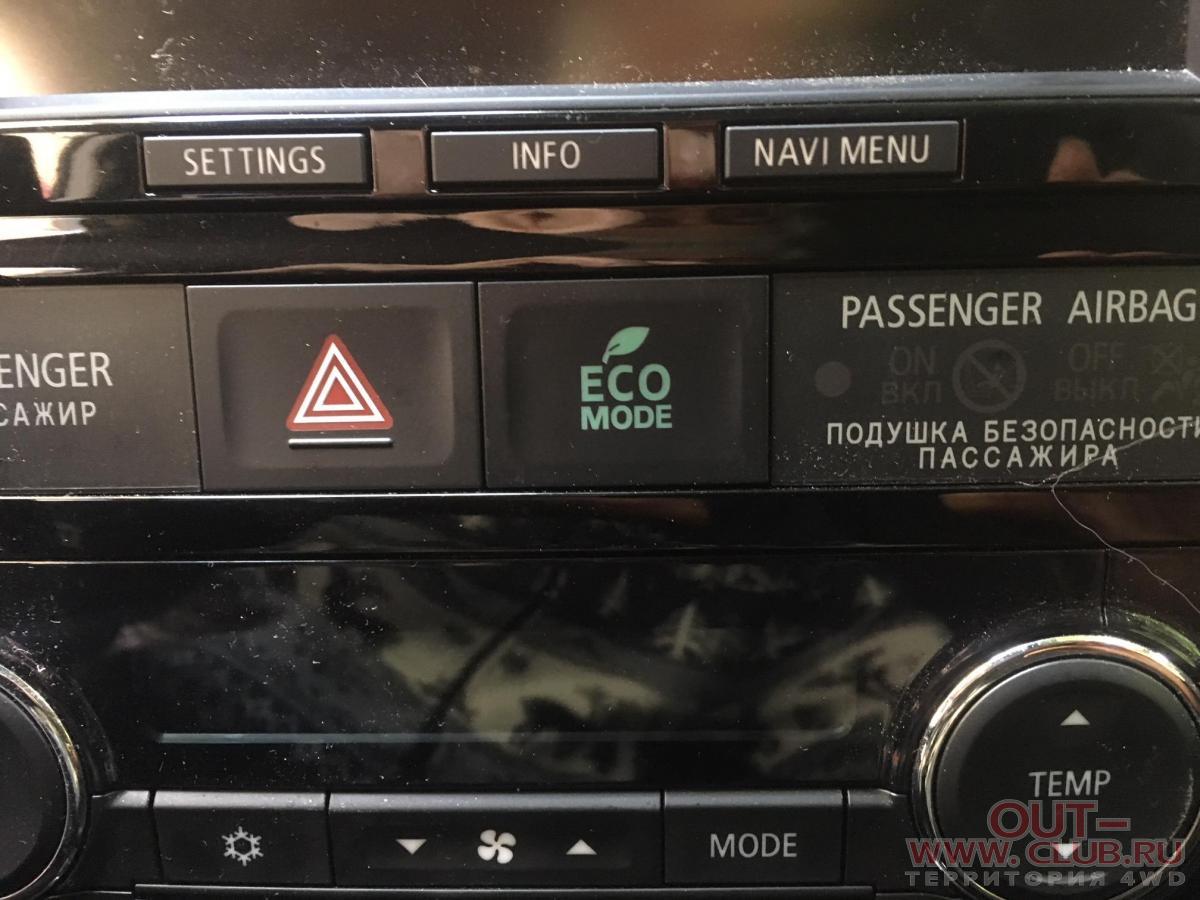 SETTINGS
INFO
NAVI MENU
ENGER
САЖИР
ECO
MODE
PASSENGER AIRBAG
ON
ВКЛ
OFF
ВЫКЛ
ПОДУШКА БЕЗОПАСНОСТИ
ПАССАЖИРА
MODE
TEMP
OUT-
WWW.CLUB.RU
ТЕРРИТОРИЯ 4WD